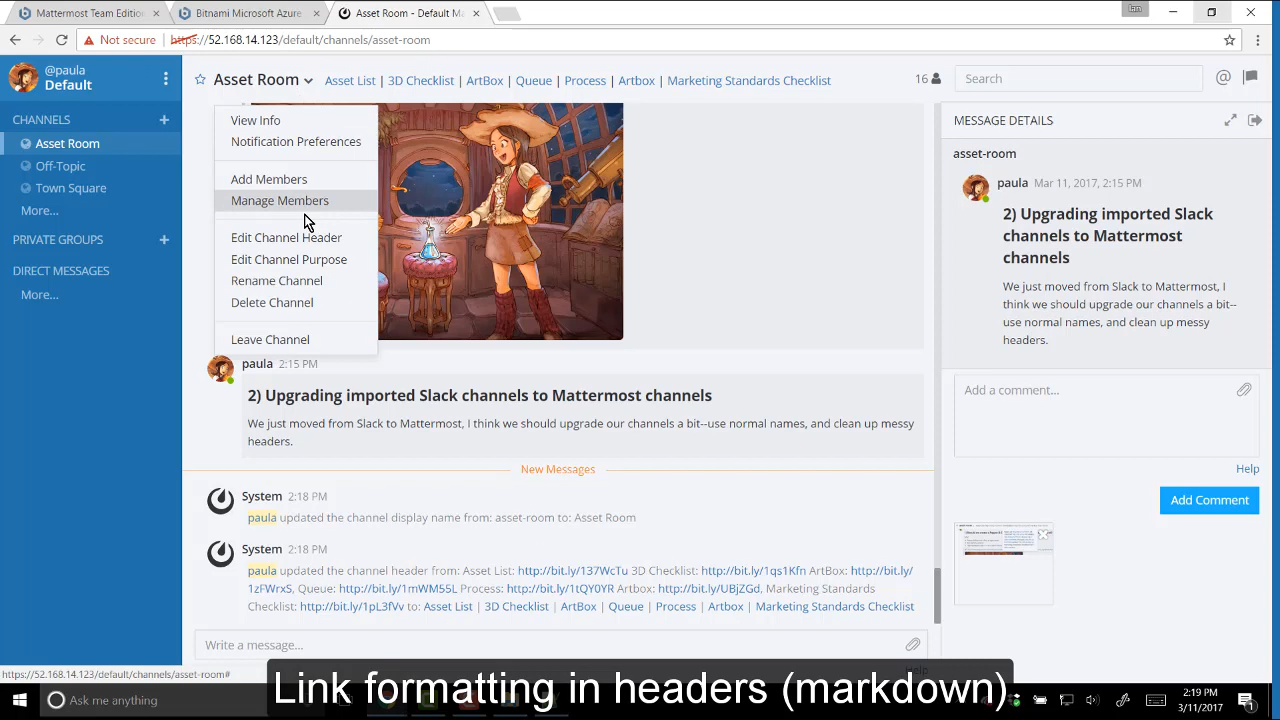 Mattermost Team Edition
Bitnami Microsoft Azure
Asset Room - Default Ma
Not secure
https://52.168.14.123/default/channels/asset-room
@paula
Default
CHANNELS
Asset Room
Off-Topic
Town Square
More...
PRIVATE GROUPS
DIRECT MESSAGES
More...
Asset Room
Asset List | 3D Checklist | ArtBox | Queue | Process | Artbox | Marketing Standards Checklist
16
Search
@
View Info
Notification Preferences
Add Members
Manage Members
Edit Channel Header
Edit Channel Purpose
Rename Channel
Delete Channel
Leave Channel
paula 2:15 PM
2) Upgrading imported Slack channels to Mattermost channels
We just moved from Slack to Mattermost, I think we should upgrade our channels a bit--use normal names, and clean up messy
headers.
New Messages
System 2:18 PM
paula updated the channel display name from: asset-room to: Asset Room
System
paula updated the channel header from: Asset List: http://bit.ly/137WcTu 3D Checklist: http://bit.ly/1qs1Kfn ArtBox: http://bit.ly/
1zFWrxS, Queue: http://bit.ly/1mWM55L Process: http://bit.ly/1tQY0YR Artbox: http://bit.ly/UBjZGd. Marketing Standards
Checklist: http://bit.ly/1pL3fVv to: Asset List | 3D Checklist | ArtBox | Queue | Process | Artbox | Marketing Standards Checklist
Write a message...
Help
MESSAGE DETAILS
asset-room
paula Mar 11, 2017, 2:15 PM
2) Upgrading imported Slack
channels to Mattermost
channels
We just moved from Slack to Mattermost, I
think we should upgrade our channels a bit--
use normal names, and clean up messy
headers.
Add a comment...
Help
Add Comment
https://52.168.14.123/default/channels/asset-room#
Link formatting in headers (markdown)
Ask me anything
2:19 PM
3/11/2017
1